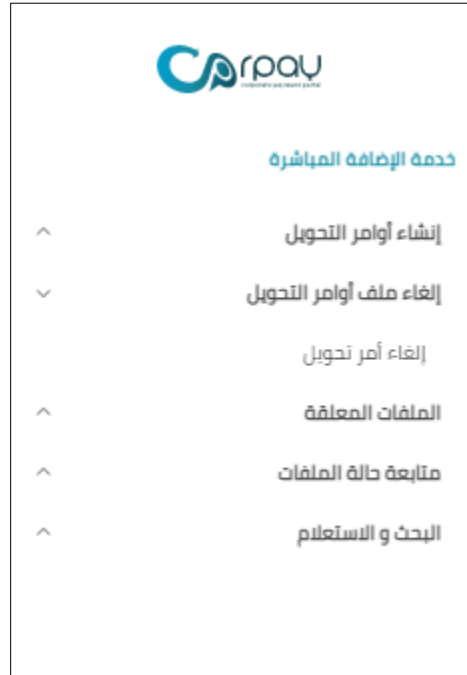 Corpay
corporate payment portal
خدمة الإضافة المباشرة
إنشاء أوامر التحويل
إلغاء ملف أوامر التحويل
إلغاء أمر تحويل
الملفات المعلقة
متابعة حالة الملفات
البحث و الاستعلام